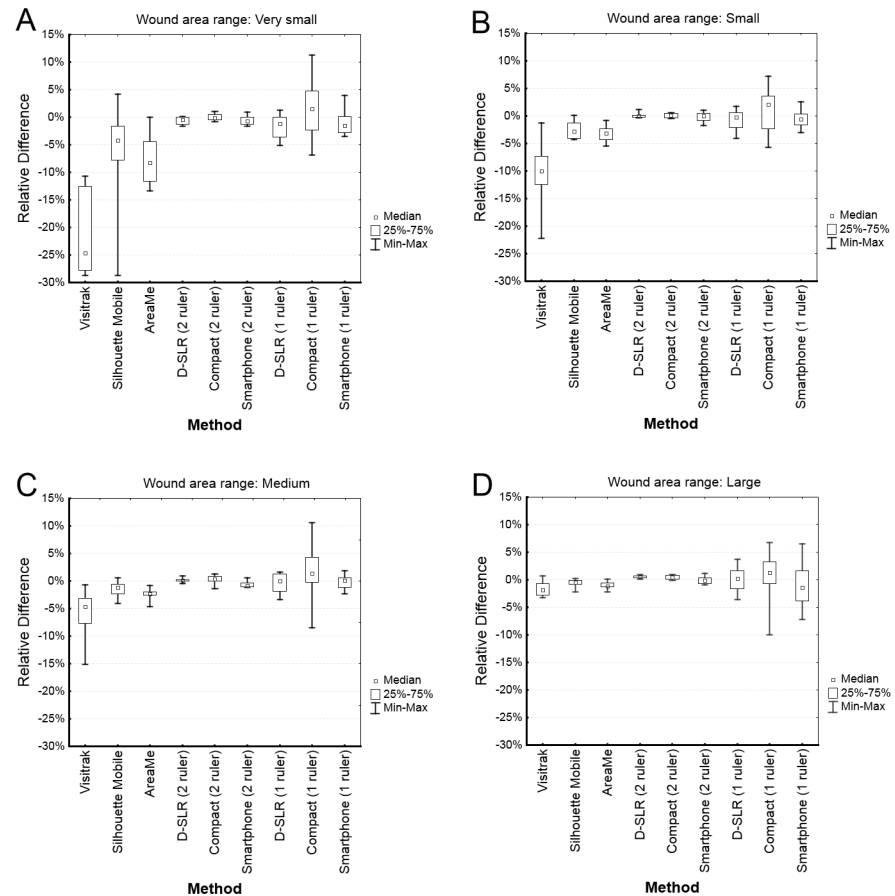 A
Wound area range: Very small
15%
10%
5%
0%
-5%
-10%
-15%
-20%
-25%
-30%
Relative Difference
Visitrak
Silhouette Mobile
AreaMe
D-SLR (2 ruler)
Compact (2 ruler)
Smartphone (2 ruler)
D-SLR (1 ruler)
Compact (1 ruler)
Smartphone (1 ruler)
Method
Median
25%-75%
Min-Max
B
Wound area range: Small
15%
10%
5%
0%
-5%
-10%
-15%
-20%
-25%
-30%
Relative Difference
Visitrak
Silhouette Mobile
AreaMe
D-SLR (2 ruler)
Compact (2 ruler)
Smartphone (2 ruler)
D-SLR (1 ruler)
Compact (1 ruler)
Smartphone (1 ruler)
Method
Median
25%-75%
Min-Max
C
Wound area range: Medium
15%
10%
5%
0%
-5%
-10%
-15%
-20%
-25%
-30%
Relative Difference
Visitrak
Silhouette Mobile
AreaMe
D-SLR (2 ruler)
Compact (2 ruler)
Smartphone (2 ruler)
D-SLR (1 ruler)
Compact (1 ruler)
Smartphone (1 ruler)
Method
Median
25%-75%
Min-Max
D
Wound area range: Large
15%
10%
5%
0%
-5%
-10%
-15%
-20%
-25%
-30%
Relative Difference
Visitrak
Silhouette Mobile
AreaMe
D-SLR (2 ruler)
Compact (2 ruler)
Smartphone (2 ruler)
D-SLR (1 ruler)
Compact (1 ruler)
Smartphone (1 ruler)
Method
Median
25%-75%
Min-Max